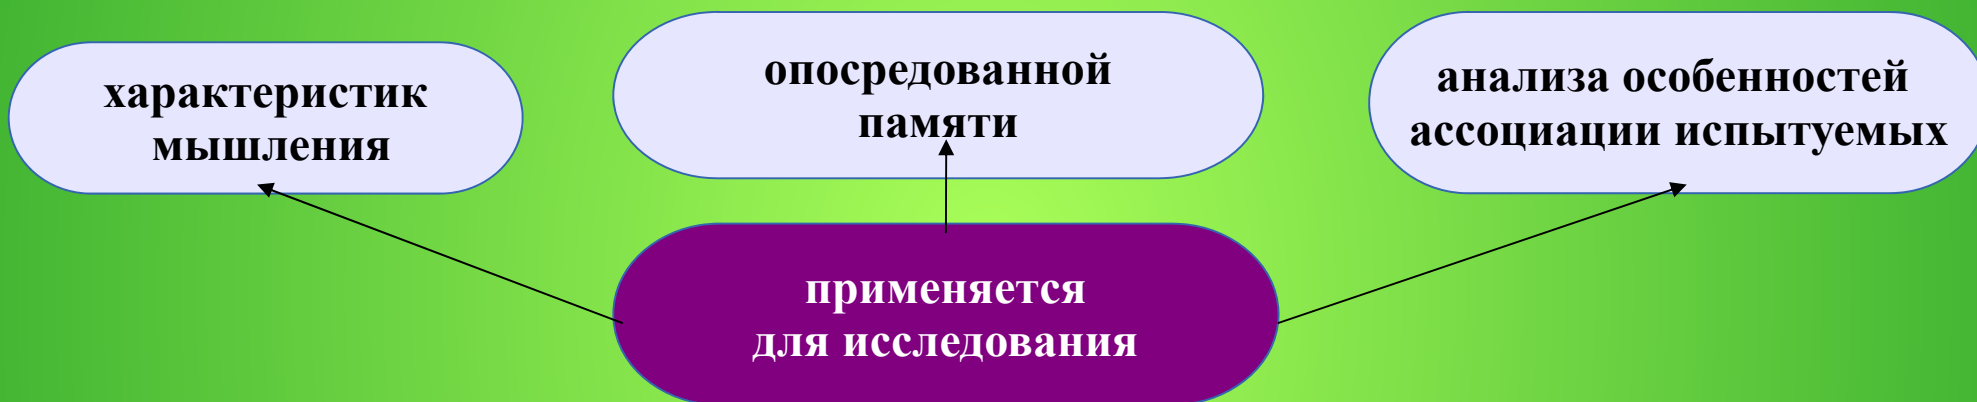 характеристик
мышления
опосредованной
памяти
анализа особенностей
ассоциации испытуемых
применяется
для исследования